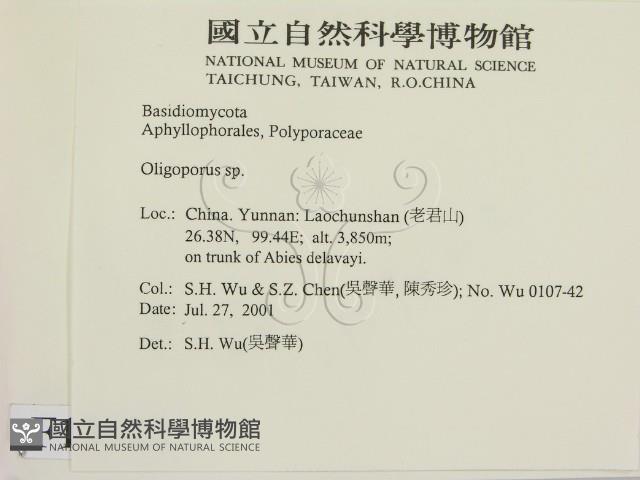 國立自然科學博物館
NATIONAL MUSEUM OF NATURAL SCIENCE
TAICHUNG, TAIWAN, R.O.CHINA
Basidiomycota
Aphyllophorales, Polyporaceae
Oligoporus sp.
Loc.: China. Yunnan: Laochunshan (老君山)
26.38N, 99.44E; alt. 3,850m;
on trunk of Abies delavayi.
Col.: S.H. Wu & S.Z. Chen(吳聲華, 陳秀珍); No. Wu 0107-42
Date: Jul. 27, 2001
Det.: S.H. Wu(吳聲華)
國立自然科學博物館
NATIONAL MUSEUM OF NATURAL SCIENCE